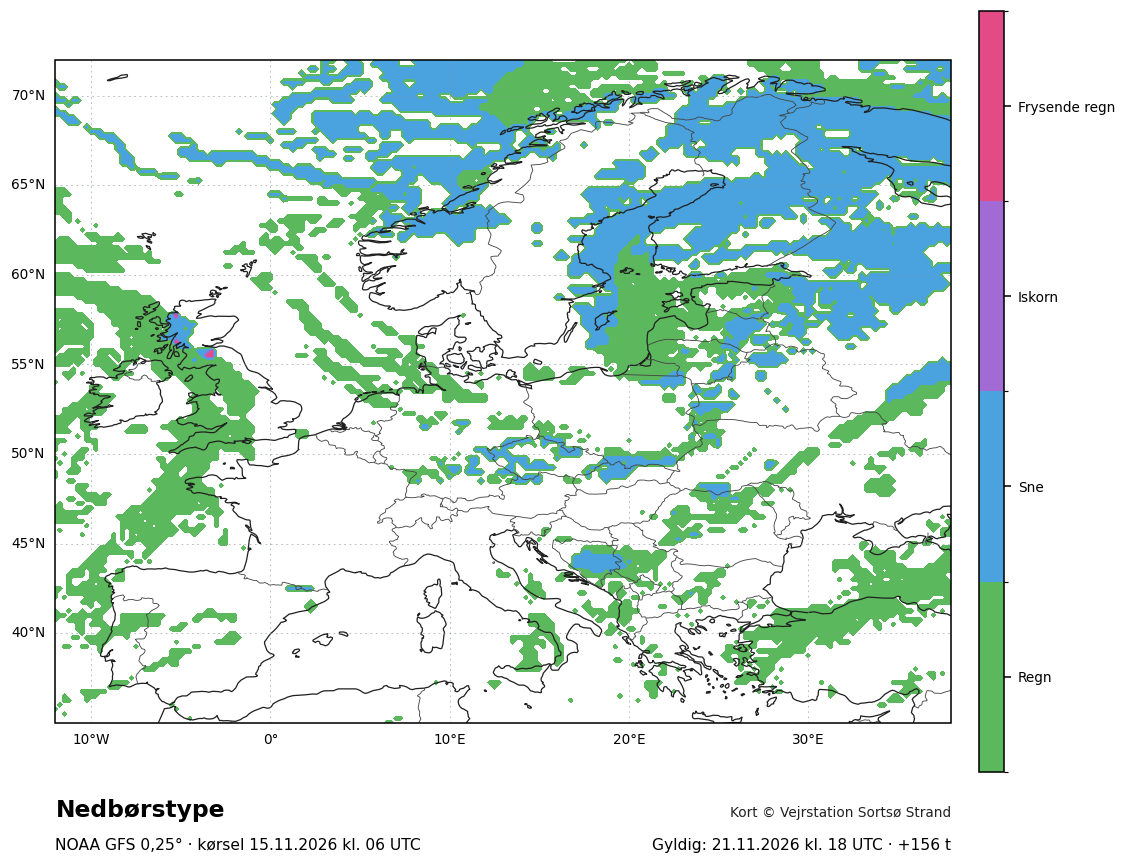 70°N
65°N
60°N
55°N
50°N
45°N
40°N
10°W
0°
10°E
20°E
30°E
Frysende regn
Iskorn
Sne
Regn
Nedbørstype
Kort © Vejrstation Sortsø Strand
NOAA GFS 0,25° · kørsel 15.11.2026 kl. 06 UTC
Gyldig: 21.11.2026 kl. 18 UTC · +156 t